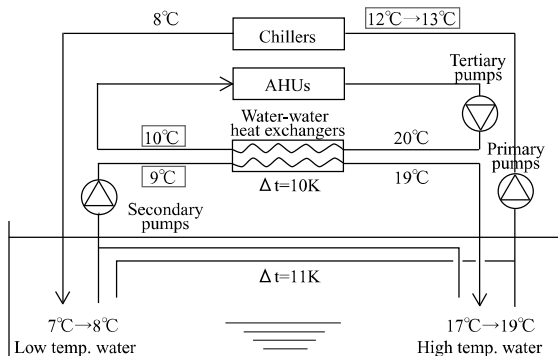 8℃
Chillers
12℃→13℃
AHUs
Tertiary
pumps
Water-water
heat exchangers
10℃
20℃
9℃
19℃
Δt=10K
Primary
pumps
Secondary
pumps
Δt=11K
7℃→8℃
17℃→19℃
Low temp. water
High temp. water